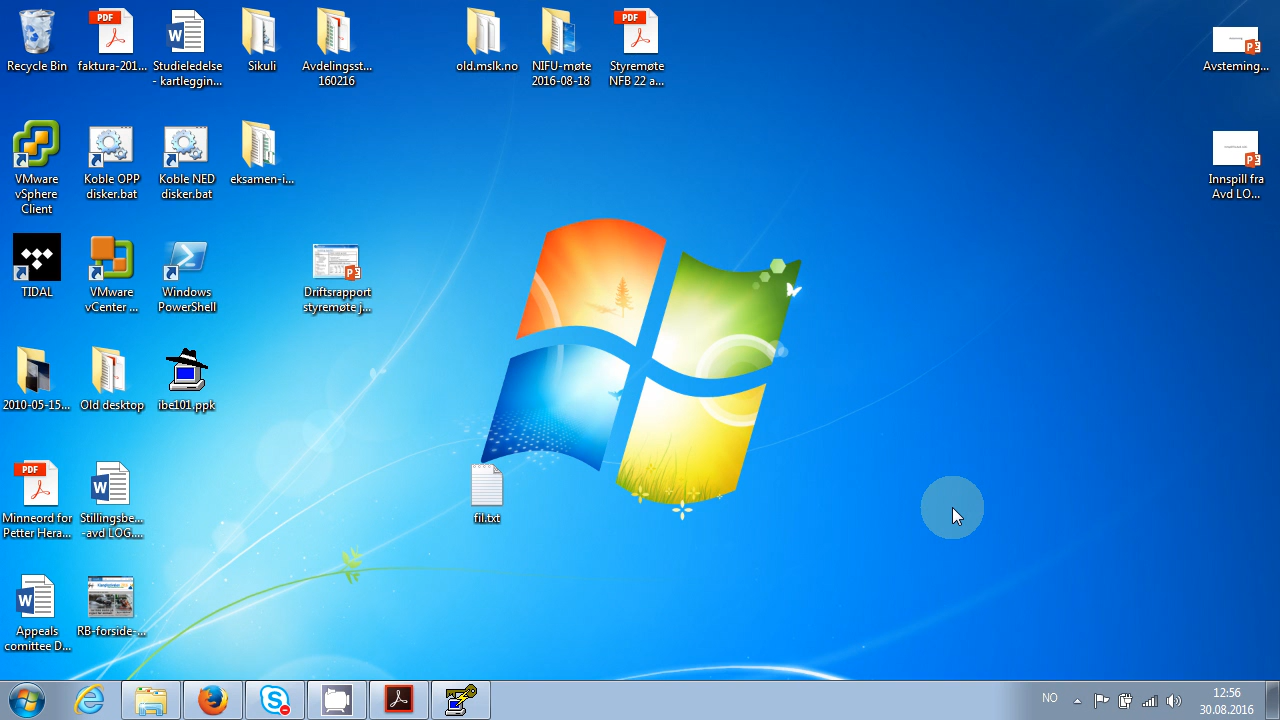 Recycle Bin
PDF
faktura-201...
Studieledelse
- kartleggin...
Sikuli
Avdelingsst...
160216
old.mslk.no
NIFU-møte
2016-08-18
PDF
Styremøte
NFB 22 a...
Avsteming...
VMware
vSphere
Client
Koble OPP
disker.bat
Koble NED
disker.bat
eksamen-i...
Innspill fra
Avd LO...
TIDAL
VMware
vCenter ...
Windows
PowerShell
Driftsrapport
styremøte j...
2010-05-15...
Old desktop
ibe101.ppk
PDF
Minneord for
Petter Hera...
Stillingsbe...
-avd LOG....
fil.txt
Appeals
comittee D...
RB-forside-...
NO
12:56
30.08.2016